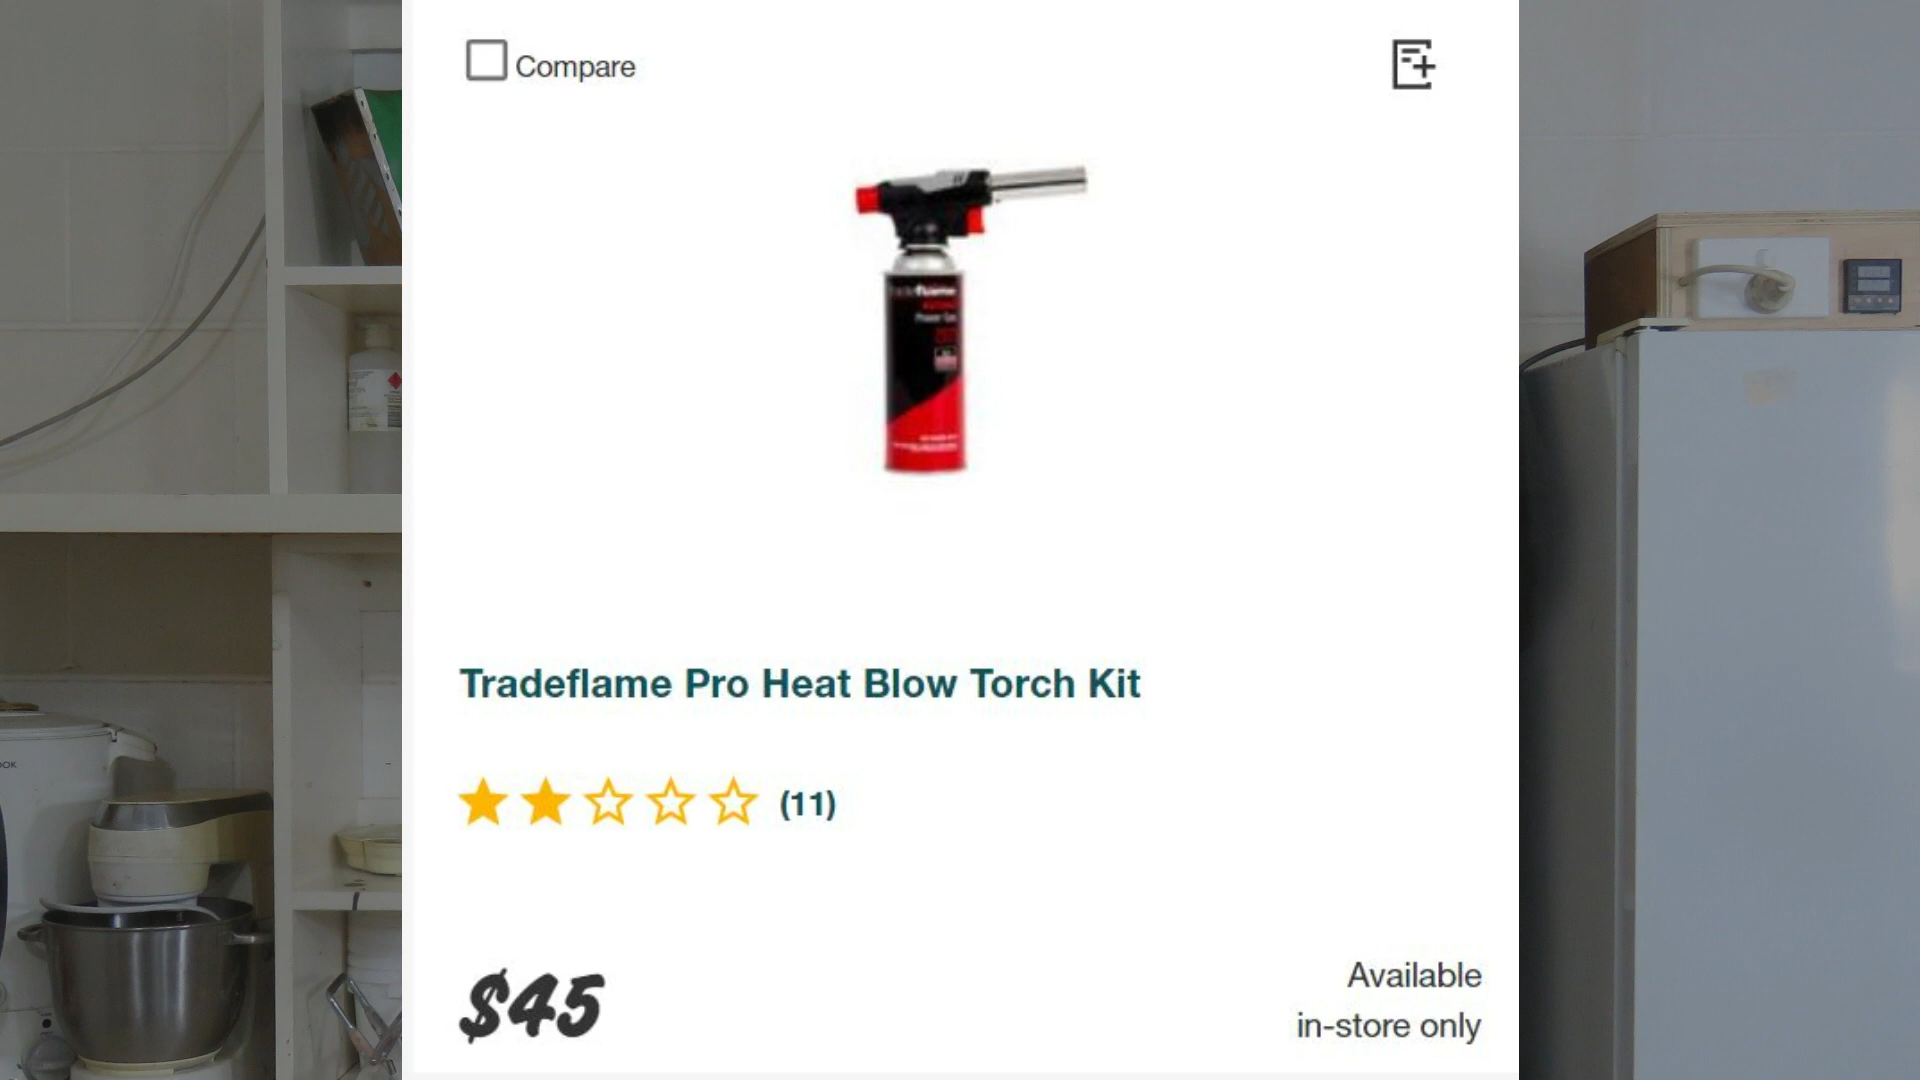 Compare
Tradeflame Pro Heat Blow Torch Kit
(11)
$45
Available
in-store only